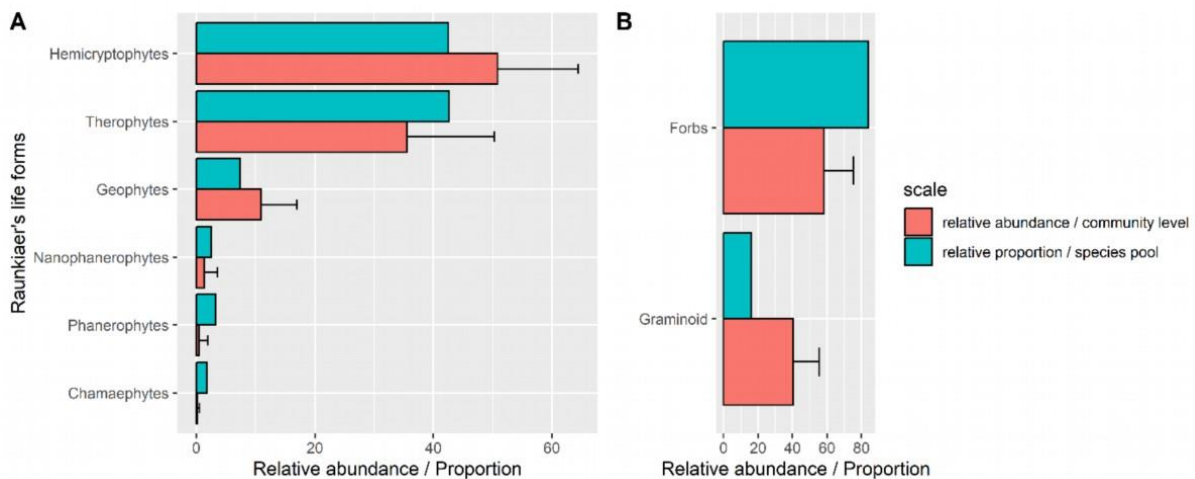 A
Raunkiaer's life forms
Hemicryptophytes
Therophytes
Geophytes
Nanophanerophytes
Phanerophytes
Chamaephytes
0 20 40 60
Relative abundance / Proportion
B
Forbs
Graminoid
0 20 40 60 80
Relative abundance / Proportion
scale
relative abundance / community level
relative proportion / species pool